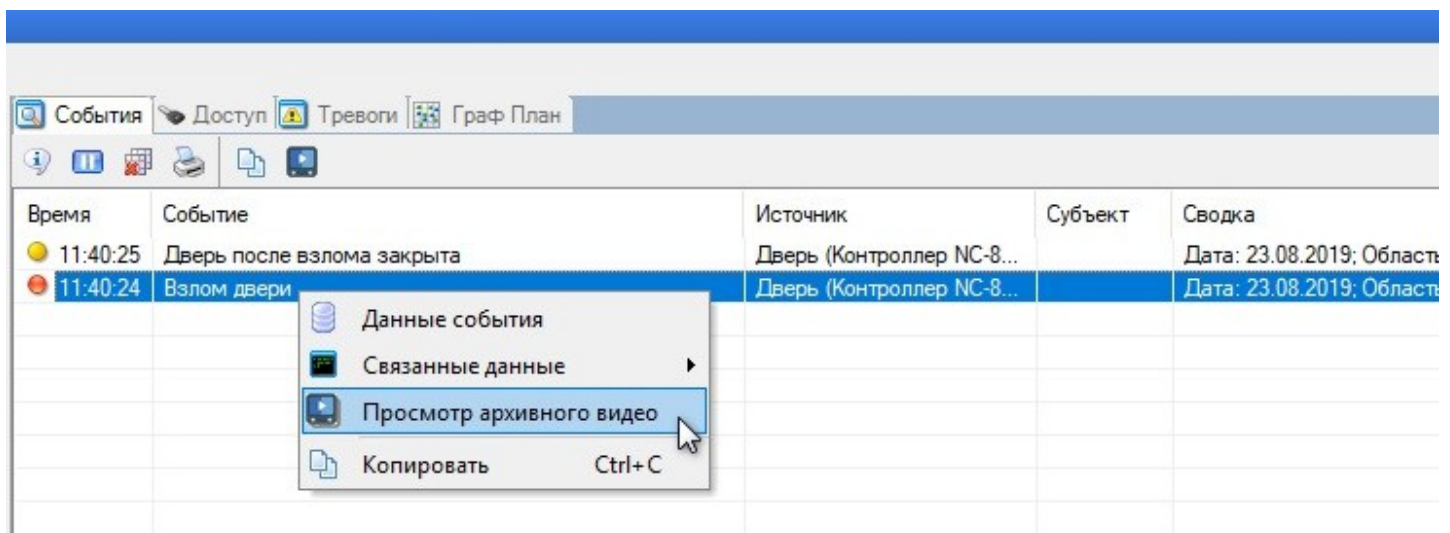 События Доступ Тревоги Граф План
Время Событие Источник Субъект Сводка
11:40:25 Дверь после взлома закрыта Дверь (Контроллер NC-8... Дата: 23.08.2019; Область
11:40:24 Взлом двери Дверь (Контроллер NC-8... Дата: 23.08.2019; Область
Данные события
Связанные данные
Просмотр архивного видео
Копировать Ctrl+C